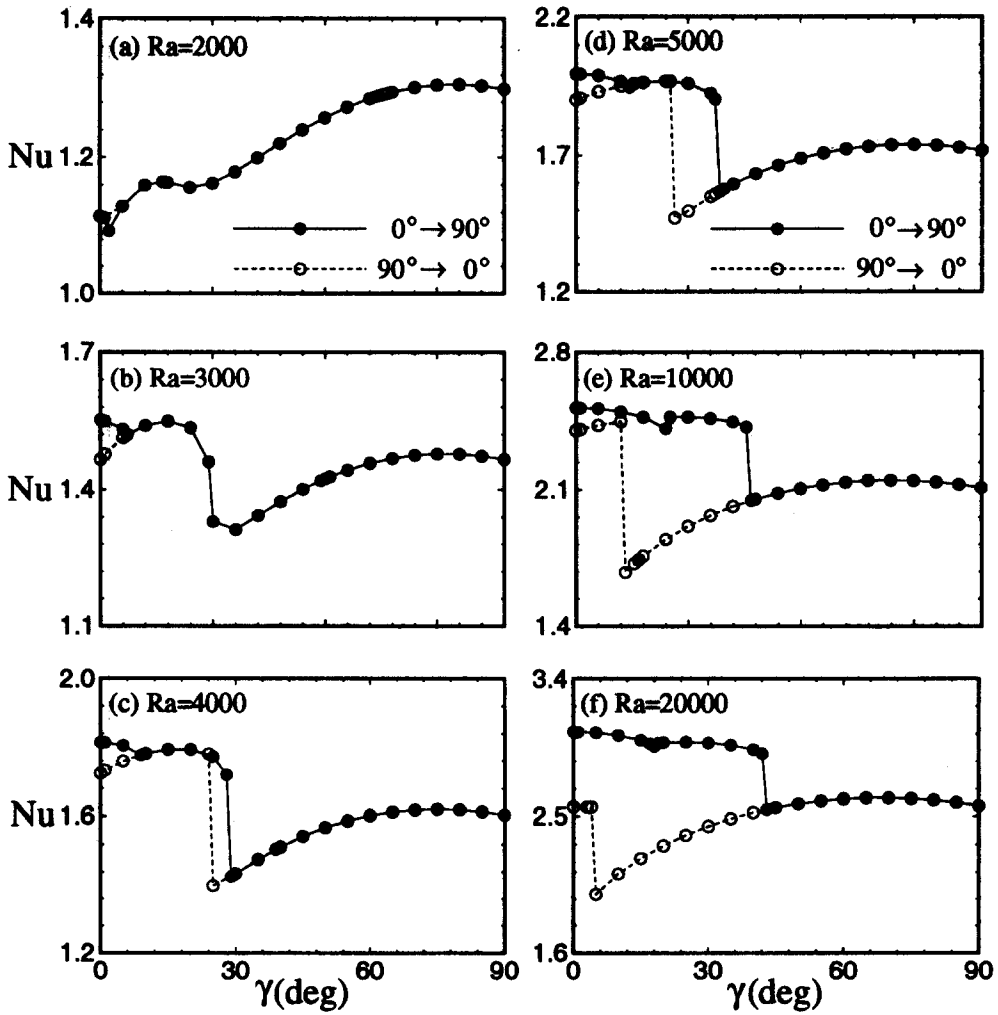 1.4
(a) Ra=2000
Nu
1.2
0°→90°
90°→ 0°
1.0
2.2
(d) Ra=5000
1.7
0°→90°
90°→ 0°
1.2
1.7
(b) Ra=3000
Nu
1.4
1.1
2.8
(e) Ra=10000
2.1
1.4
2.0
(c) Ra=4000
Nu
1.6
1.2
0 30 60 90
γ(deg)
3.4
(f) Ra=20000
2.5
1.6
0 30 60 90
γ(deg)